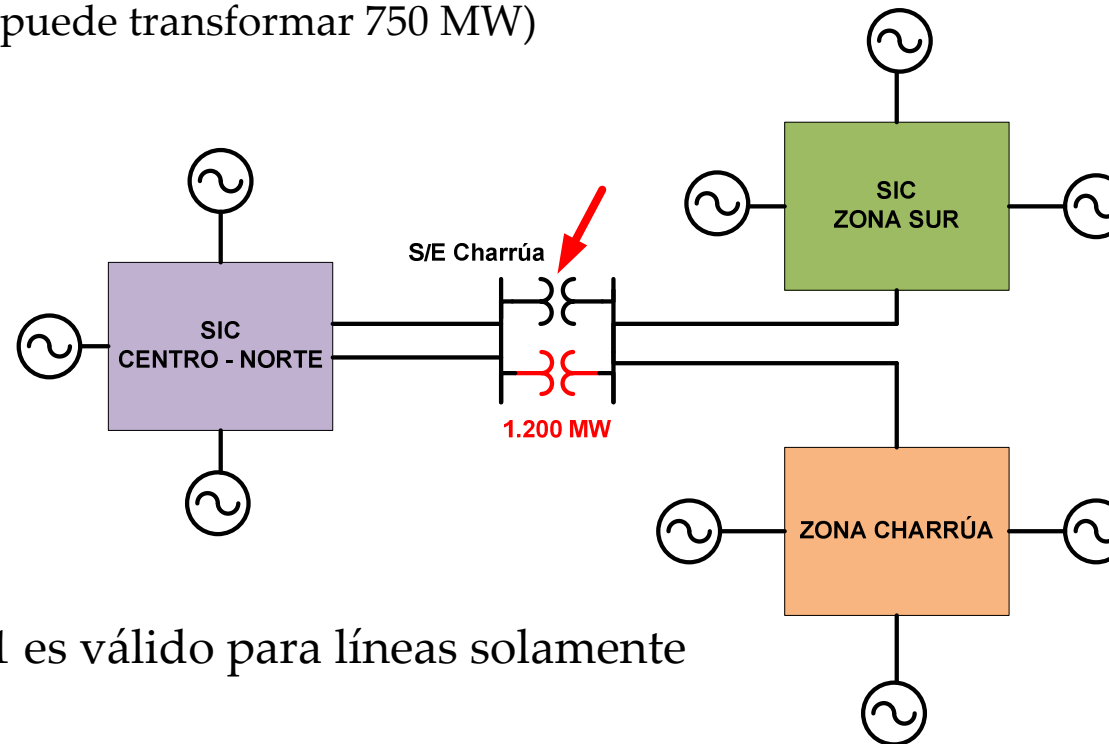 puede transformar 750 MW)
SIC
ZONA SUR
S/E Charrúa
SIC
CENTRO - NORTE
1.200 MW
ZONA CHARRÚA
1 es válido para líneas solamente